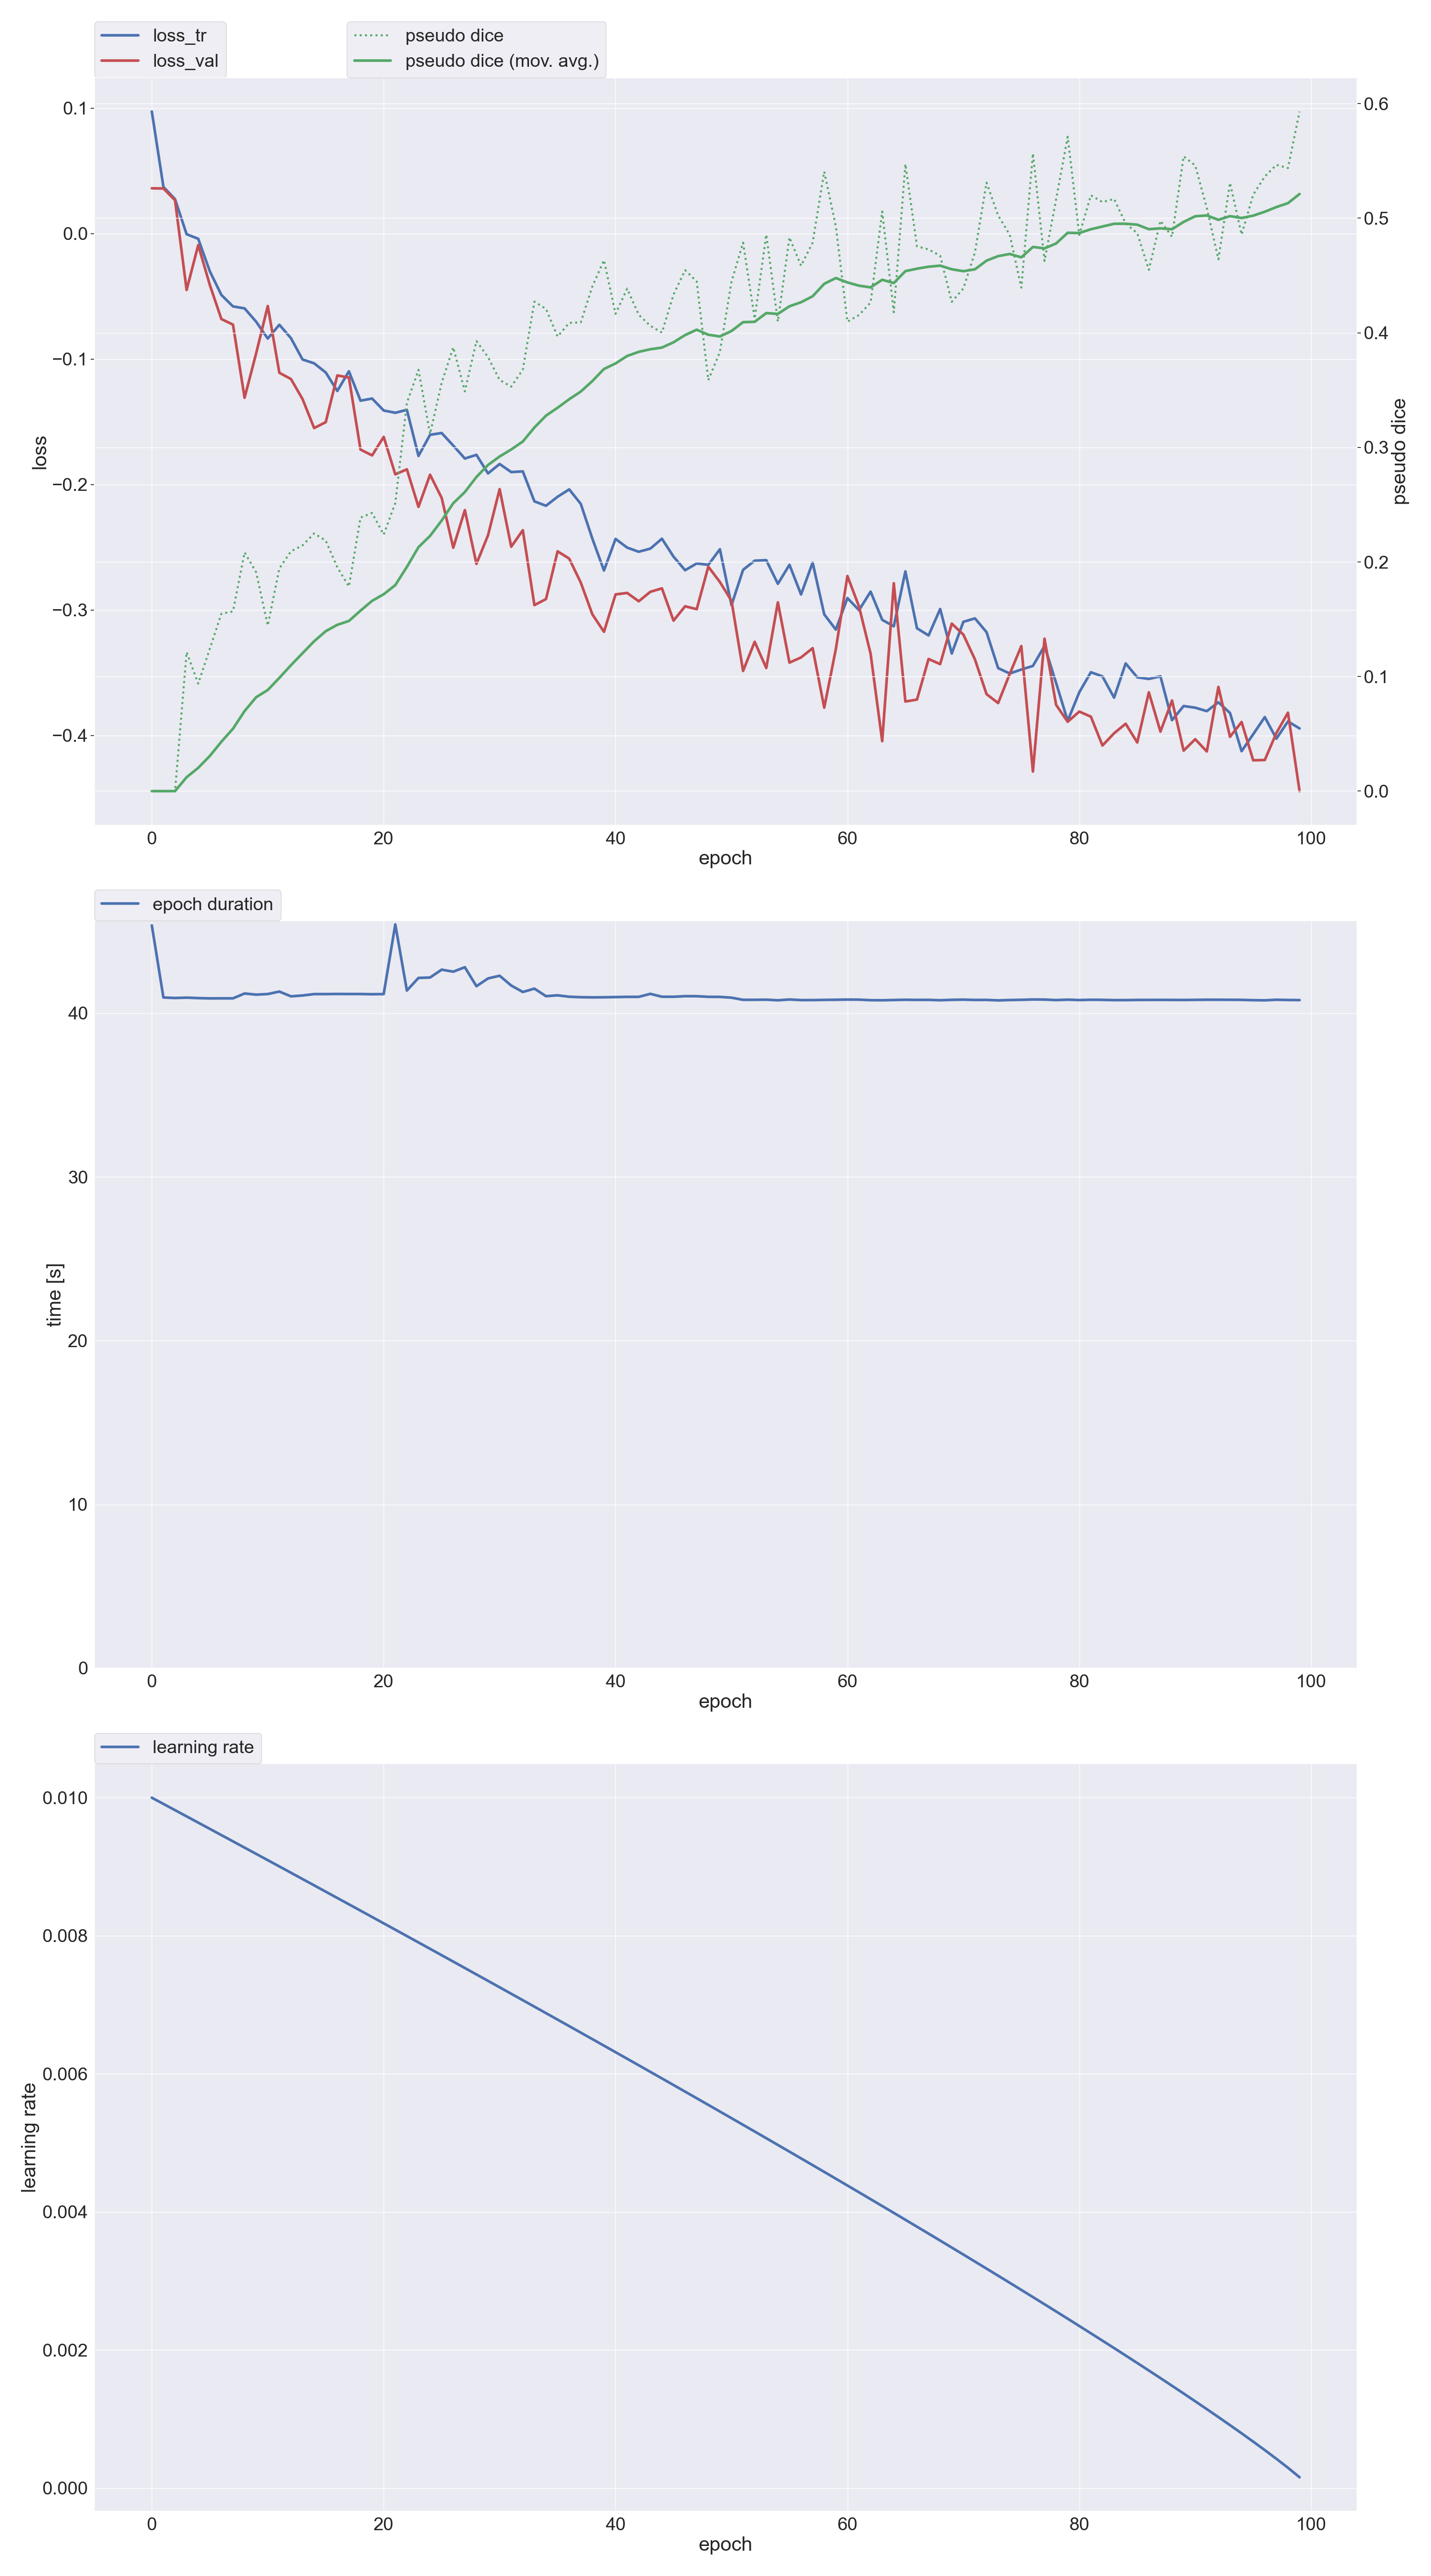 loss_tr
loss_val
pseudo dice
pseudo dice (mov. avg.)
0.1
0.0
−0.1
−0.2
−0.3
−0.4
loss
0.6
0.5
0.4
0.3
0.2
0.1
0.0
pseudo dice
0 20 40 60 80 100
epoch
epoch duration
40
30
20
10
0
time [s]
0 20 40 60 80 100
epoch
learning rate
0.010
0.008
0.006
0.004
0.002
0.000
learning rate
0 20 40 60 80 100
epoch